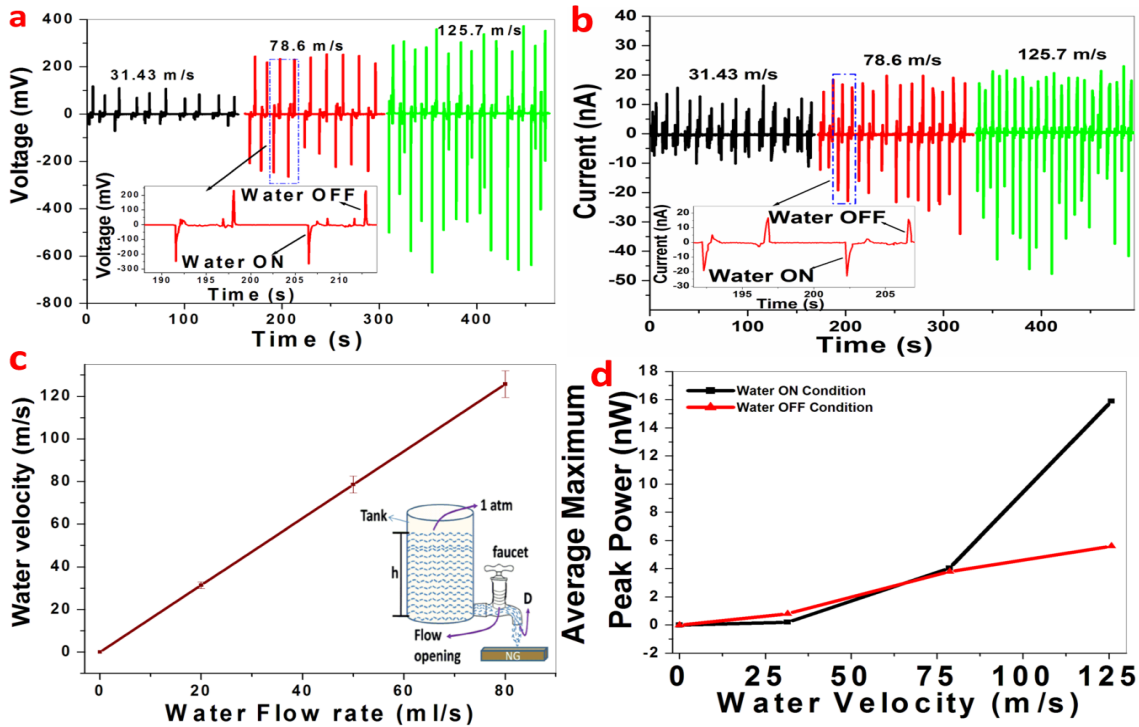 a
Voltage (mV)
400
200
0
-200
-400
-600
-800
31.43 m/s
78.6 m/s
125.7 m/s
Voltage (mV)
200
100
0
-100
-200
-300
Water OFF
Water ON
190 195 200 205 210
Time (s)
0 100 200 300 400
Time (s)
b
Current (nA)
40
30
20
10
0
-10
-20
-30
-40
-50
31.43 m/s
78.6 m/s
125.7 m/s
Current (nA)
20
10
0
-10
-20
-30
Water OFF
Water ON
195 200 205
Time (s)
0 100 200 300 400
Time (s)
c
Water velocity (m/s)
120
100
80
60
40
20
0
1 atm
Tank
faucet
h
D
Flow
opening
NG
0 20 40 60 80
Water Flow rate (ml/s)
d
Average Maximum
Peak Power (nW)
18
16
14
12
10
8
6
4
2
0
-2
Water ON Condition
Water OFF Condition
0 25 50 75 100 125
Water Velocity (m/s)